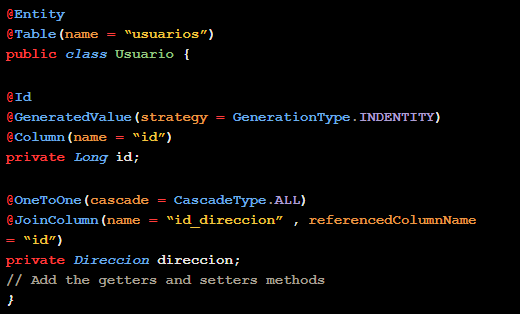 @Entity
@Table(name = “usuarios”)
public class Usuario {
@Id
@GeneratedValue(strategy = GenerationType.INDENTITY)
@Column(name = “id”)
private Long id;
@OneToOne(cascade = CascadeType.ALL)
@JoinColumn(name = “id_direccion” , referencedColumnName
= “id”)
private Direccion direccion;
// Add the getters and setters methods
}